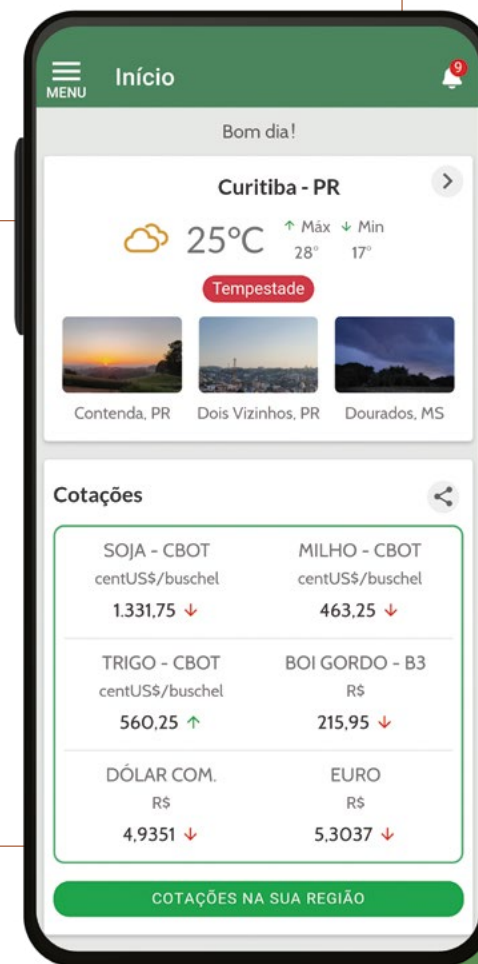 9
MENU
Início
Bom dia!
Curitiba - PR
25°C
↑ Máx ↓ Min
28° 17°
Tempestade
Contenda, PR Dois Vizinhos, PR Dourados, MS
Cotações
SOJA - CBOT MILHO - CBOT
centUS$/buschel centUS$/buschel
1.331,75 ↓ 463,25 ↓
TRIGO - CBOT BOI GORDO - B3
centUS$/buschel R$
560,25 ↑ 215,95 ↓
DÓLAR COM. EURO
R$ R$
4,9351 ↓ 5,3037 ↓
COTAÇÕES NA SUA REGIÃO